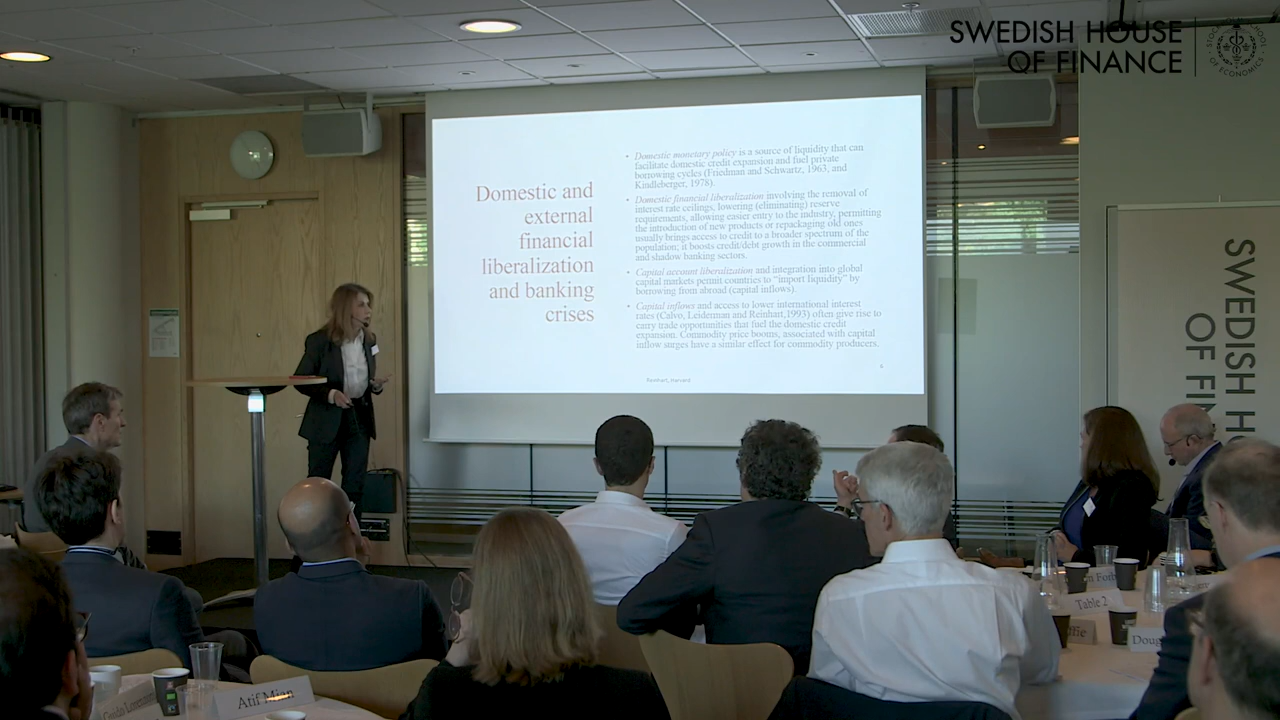 SWEDISH HOUSE
OF FINANCE
Domestic and
external
financial
liberalization
and banking
crises
• Domestic monetary policy is a source of liquidity that can
facilitate domestic credit expansion and fuel private
borrowing cycles (Friedman and Schwartz, 1963, and
Kindleberger, 1978).
• Domestic financial liberalization involving the removal of
interest rate ceilings, lowering (eliminating) reserve
requirements, allowing easier entry to the industry, permitting
the introduction of new products or repackaging old ones
usually brings access to credit to a broader spectrum of the
population; it boosts credit/debt growth in the commercial
and shadow banking sectors.
• Capital account liberalization and integration into global
capital markets permit countries to "import liquidity" by
borrowing from abroad (capital inflows).
• Capital inflows and access to lower international interest
rates (Calvo, Leiderman and Reinhart,1993) often give rise to
carry trade opportunities that fuel the domestic credit
expansion. Commodity price booms, associated with capital
inflow surges have a similar effect for commodity producers.
Reinhart, Harvard
SWEDISH H
OF FIN
Table 2
Doug
Atif Mian